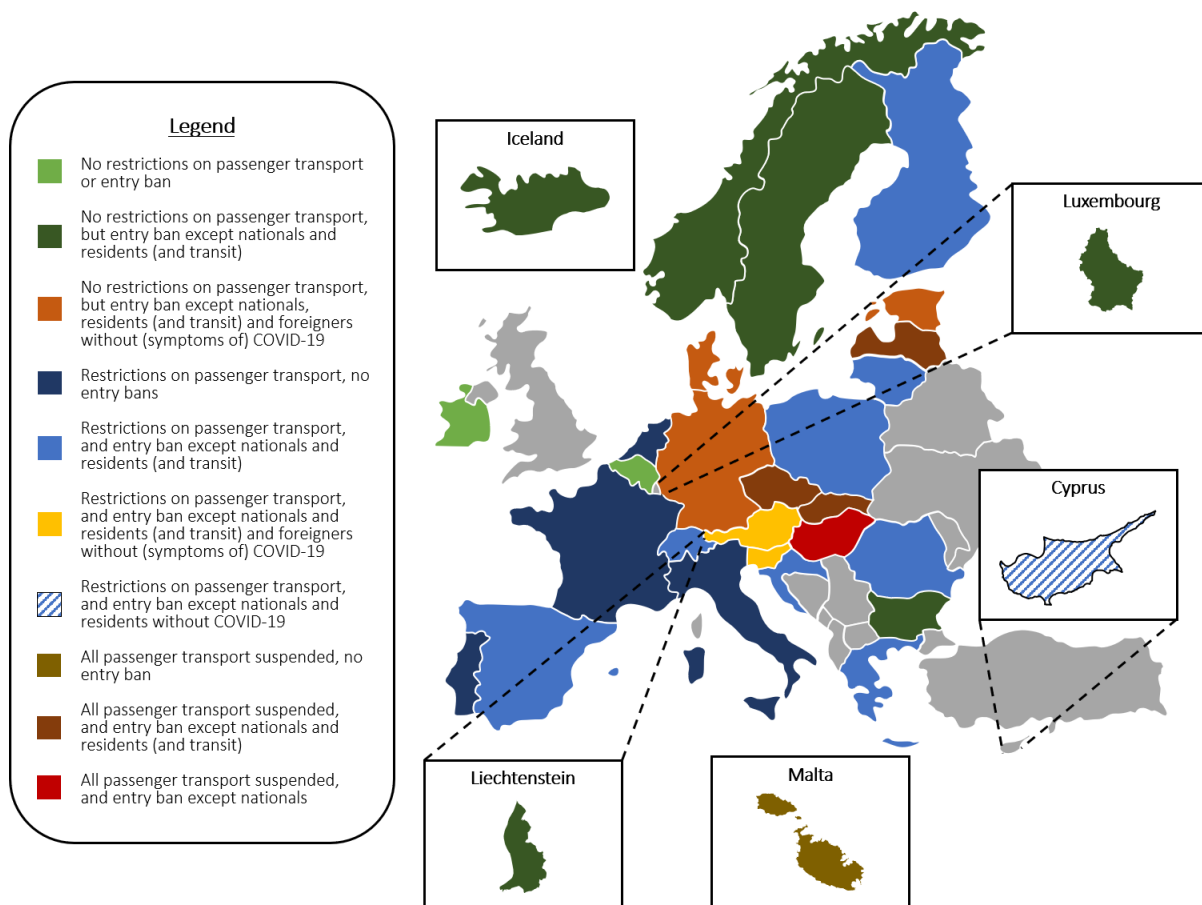 Legend
No restrictions on passenger transport
or entry ban
No restrictions on passenger transport,
but entry ban except nationals and
residents (and transit)
No restrictions on passenger transport,
but entry ban except nationals,
residents (and transit) and foreigners
without (symptoms of) COVID-19
Restrictions on passenger transport, no
entry bans
Restrictions on passenger transport,
and entry ban except nationals and
residents (and transit)
Restrictions on passenger transport,
and entry ban except nationals and
residents (and transit) and foreigners
without (symptoms of) COVID-19
Restrictions on passenger transport,
and entry ban except nationals and
residents without COVID-19
All passenger transport suspended, no
entry ban
All passenger transport suspended,
and entry ban except nationals and
residents (and transit)
All passenger transport suspended,
and entry ban except nationals
Iceland
Luxembourg
Cyprus
Liechtenstein
Malta